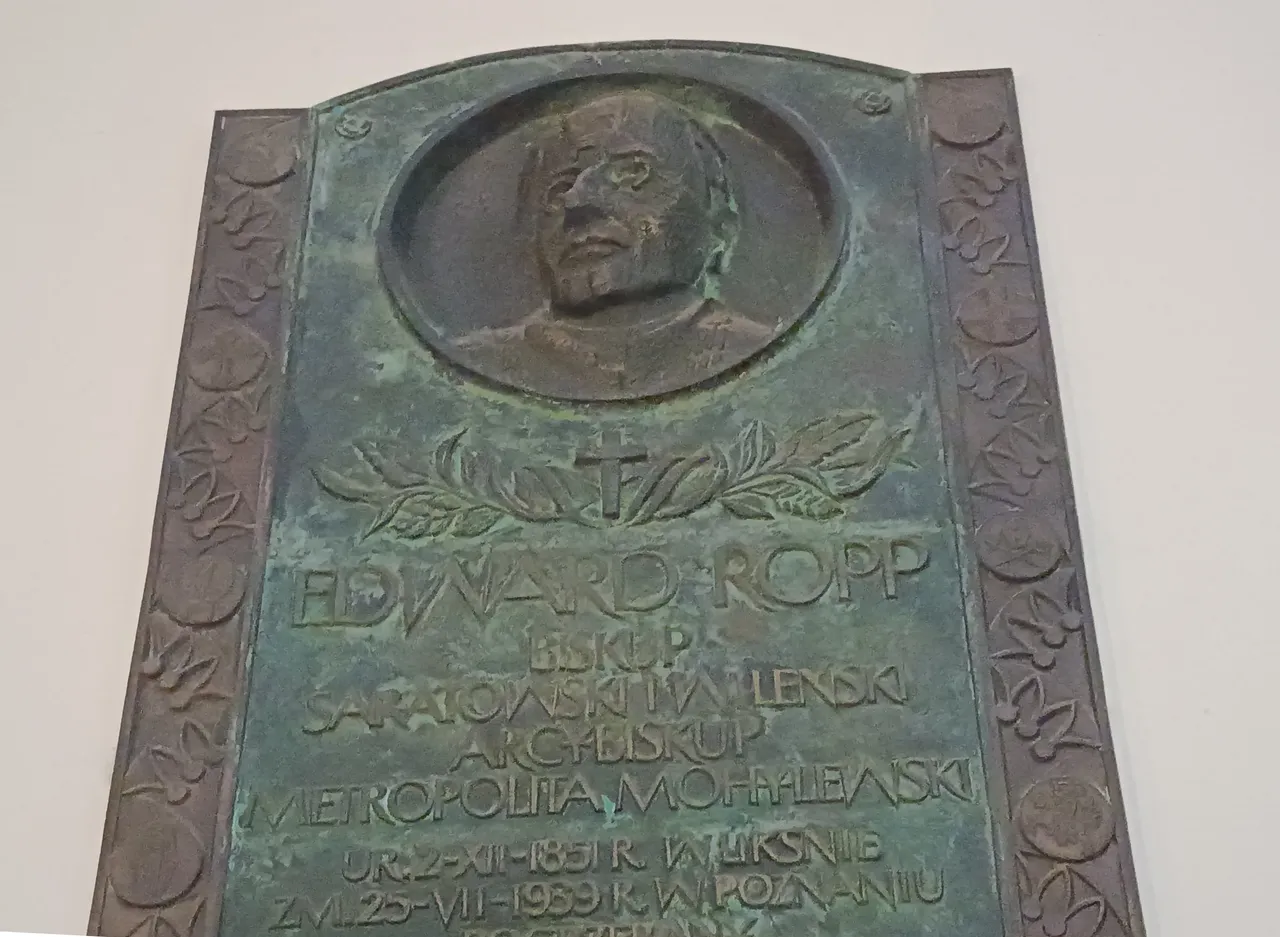 EDWARD ROPP
BISKUP
SARATOWSKI I WILEŃSKI
ARCYBISKUP
METROPOLITA MOHYLEWSKI
UR. 2-XII-1851 R. W LIKSNIE
ZM. 25-VII-1939 R. W POZNANIU